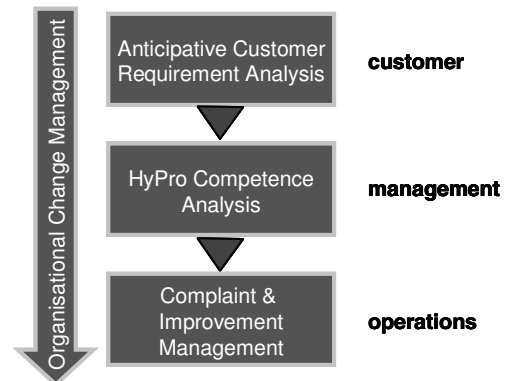 Organisational Change Management
Anticipative Customer
Requirement Analysis
customer
HyPro Competence
Analysis
management
Complaint &
Improvement
Management
operations